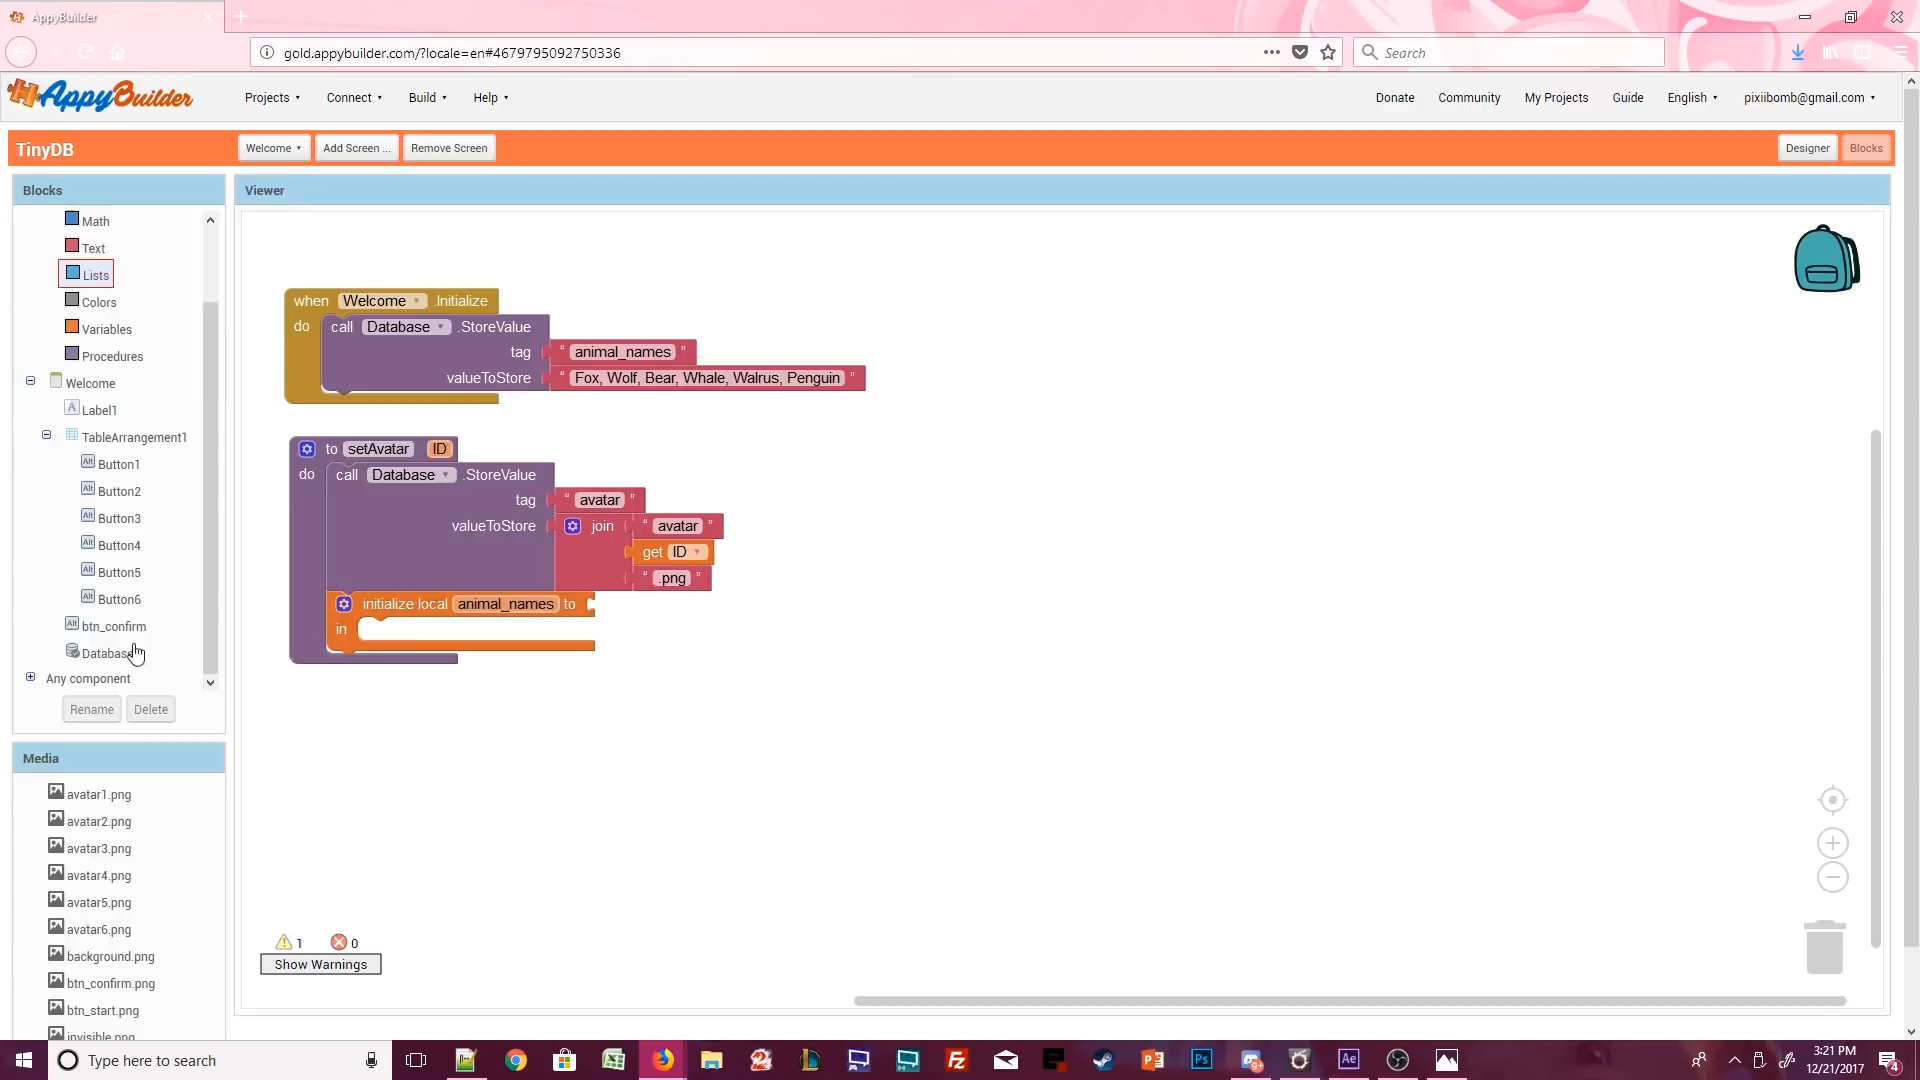 AppyBuilder
gold.appybuilder.com/?locale=en#4679795092750336
Search
AppyBuilder
Projects
Connect
Build
Help
Donate
Community
My Projects
Guide
English
pixiibomb@gmail.com
TinyDB
Welcome
Add Screen ...
Remove Screen
Designer
Blocks
Blocks
Viewer
Math
Text
Lists
Colors
Variables
Procedures
Welcome
Label1
TableArrangement1
Button1
Button2
Button3
Button4
Button5
Button6
btn_confirm
Database
Any component
Rename
Delete
when Welcome .Initialize
do call Database .StoreValue
tag " animal_names "
valueToStore " Fox, Wolf, Bear, Whale, Walrus, Penguin "
to setAvatar ID
do call Database .StoreValue
tag " avatar "
valueToStore join " avatar "
get ID
" .png "
initialize local animal_names to
in
Media
avatar1.png
avatar2.png
avatar3.png
avatar4.png
avatar5.png
avatar6.png
background.png
btn_confirm.png
btn_start.png
invisible.png
1
0
Show Warnings
Type here to search
Ps
Ae
3:21 PM
12/21/2017
4